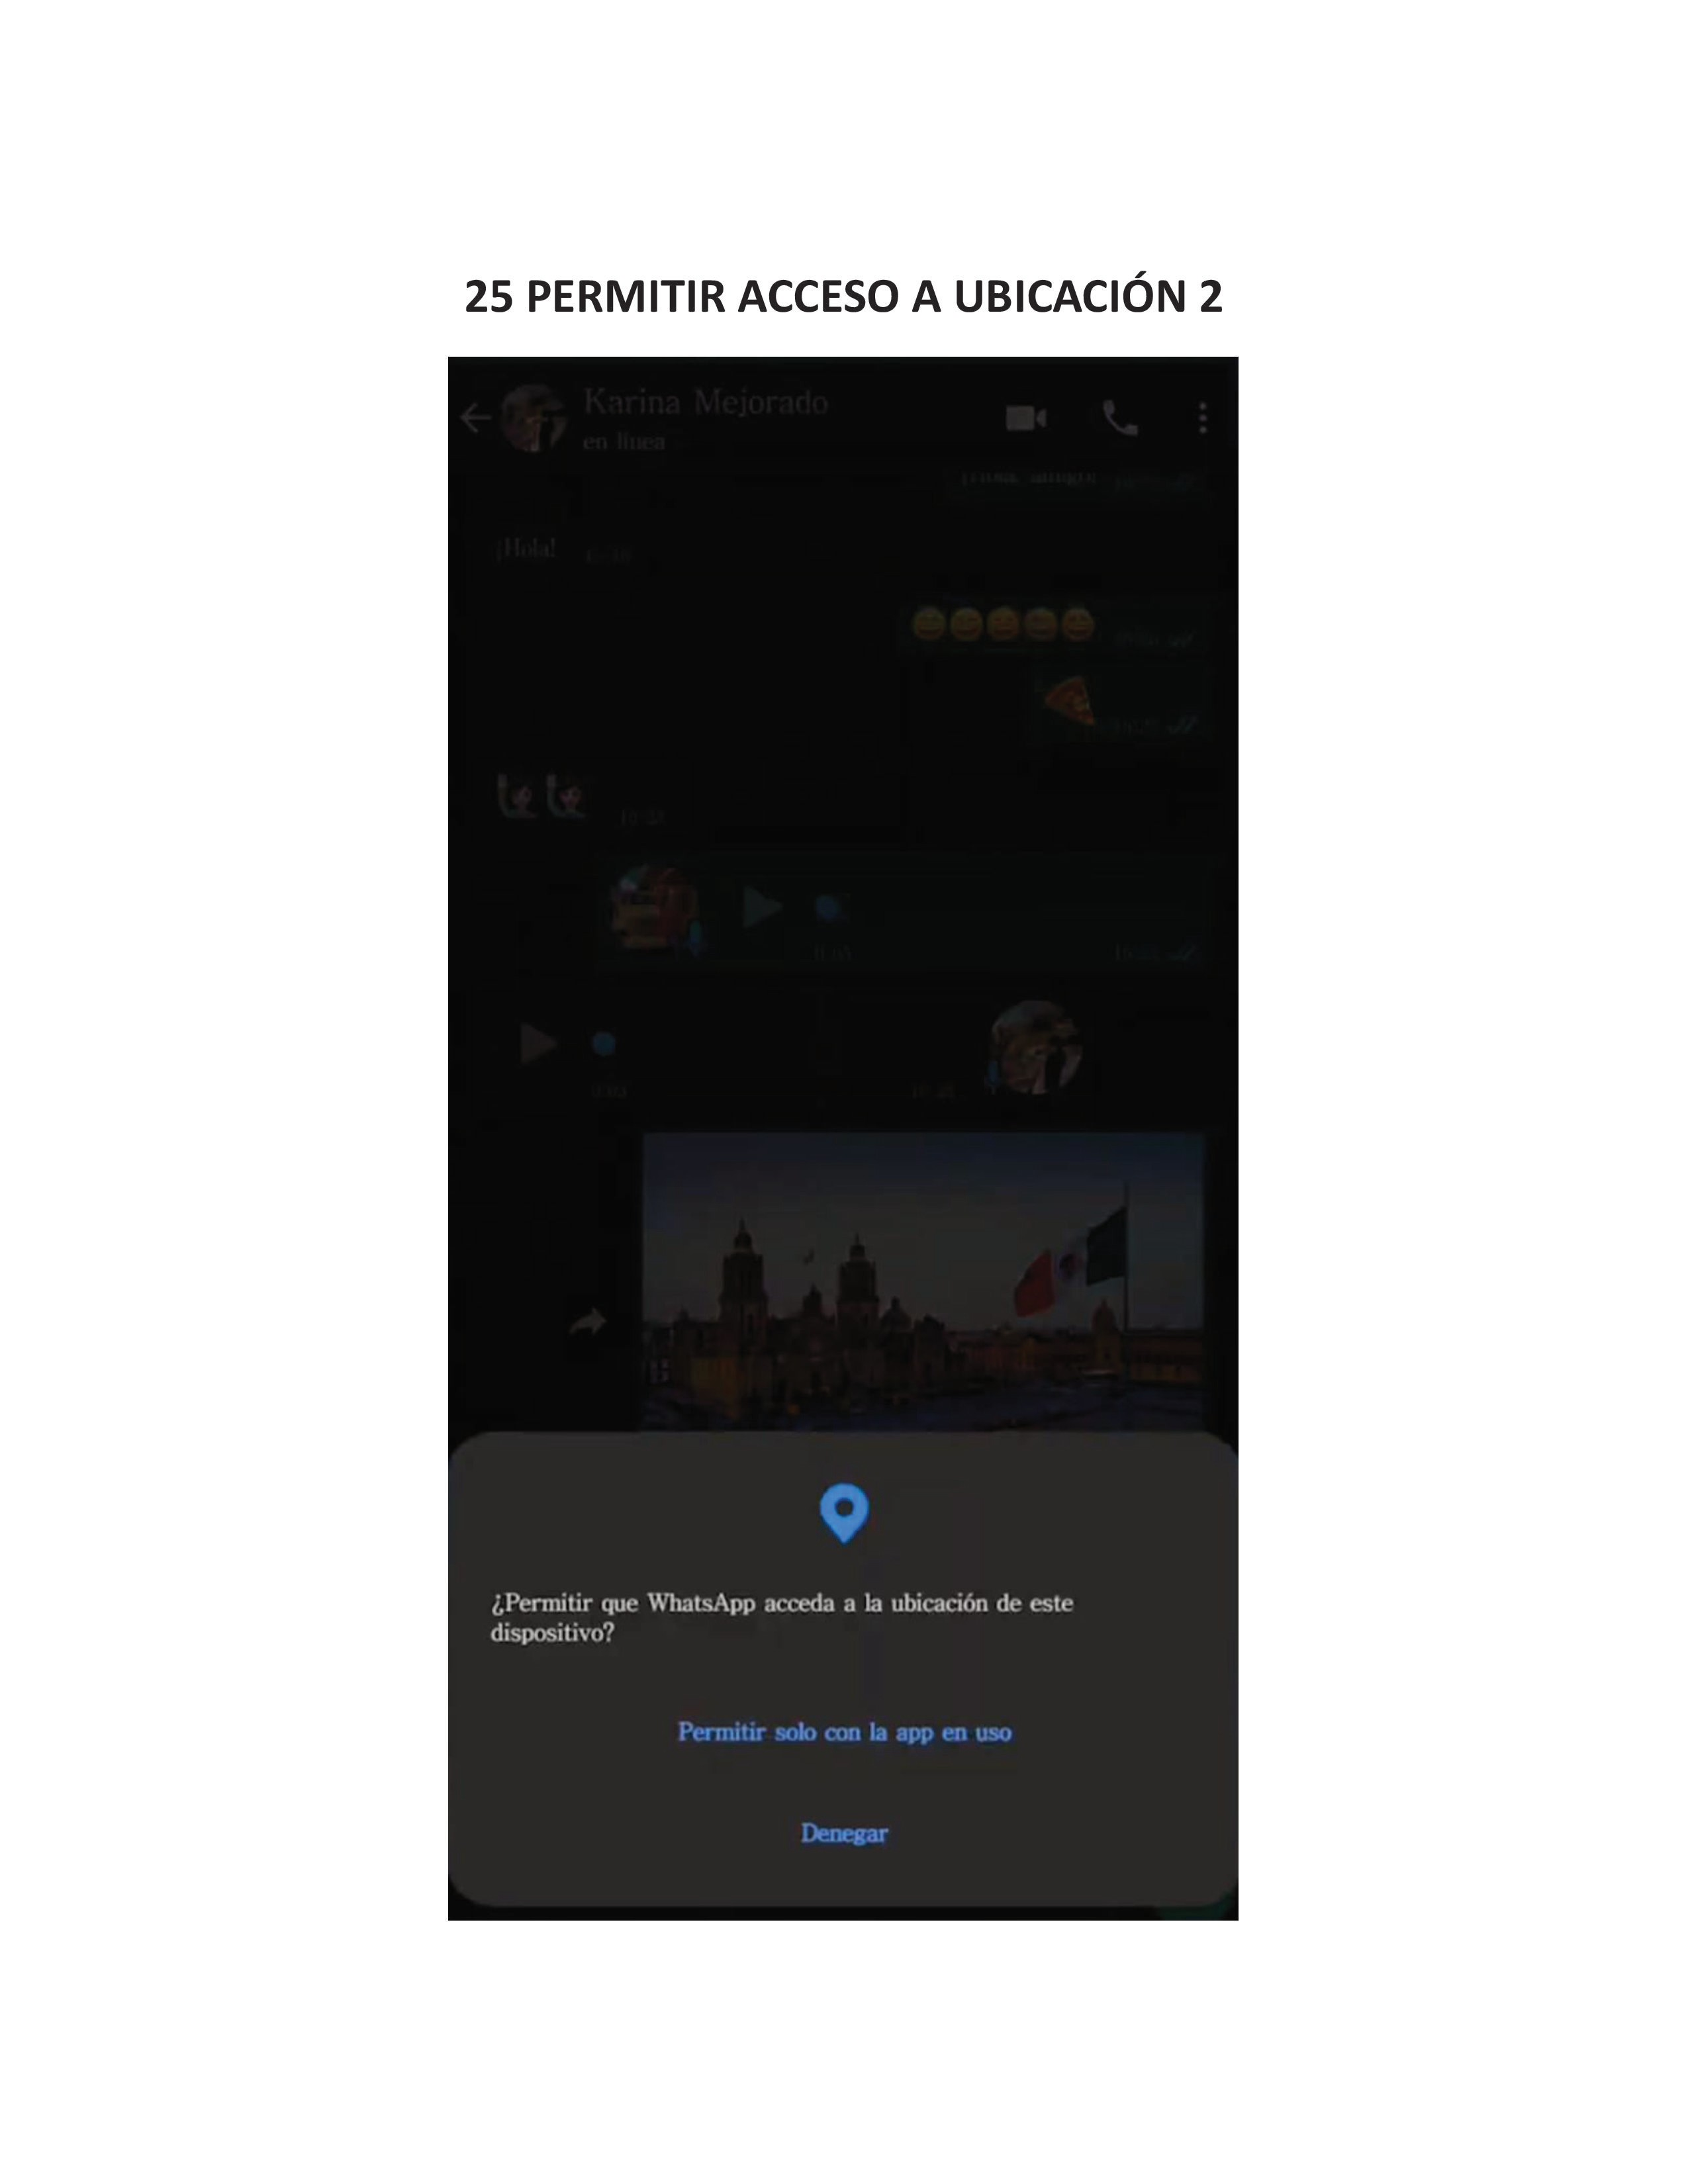 25 PERMITIR ACCESO A UBICACIÓN 2
Karina Mejorado
en línea
¡Hola!
¿Permitir que WhatsApp acceda a la ubicación de este
dispositivo?
Permitir solo con la app en uso
Denegar